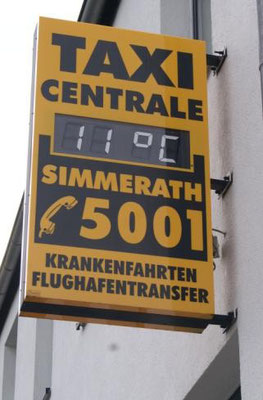 TAXI
CENTRALE
11 °C
SIMMERATH
5001
KRANKENFAHRTEN
FLUGHAFENTRANSFER